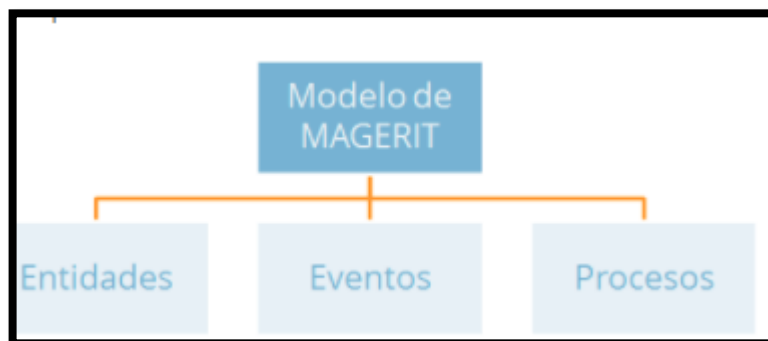 Modelo de
MAGERIT
Entidades
Eventos
Procesos